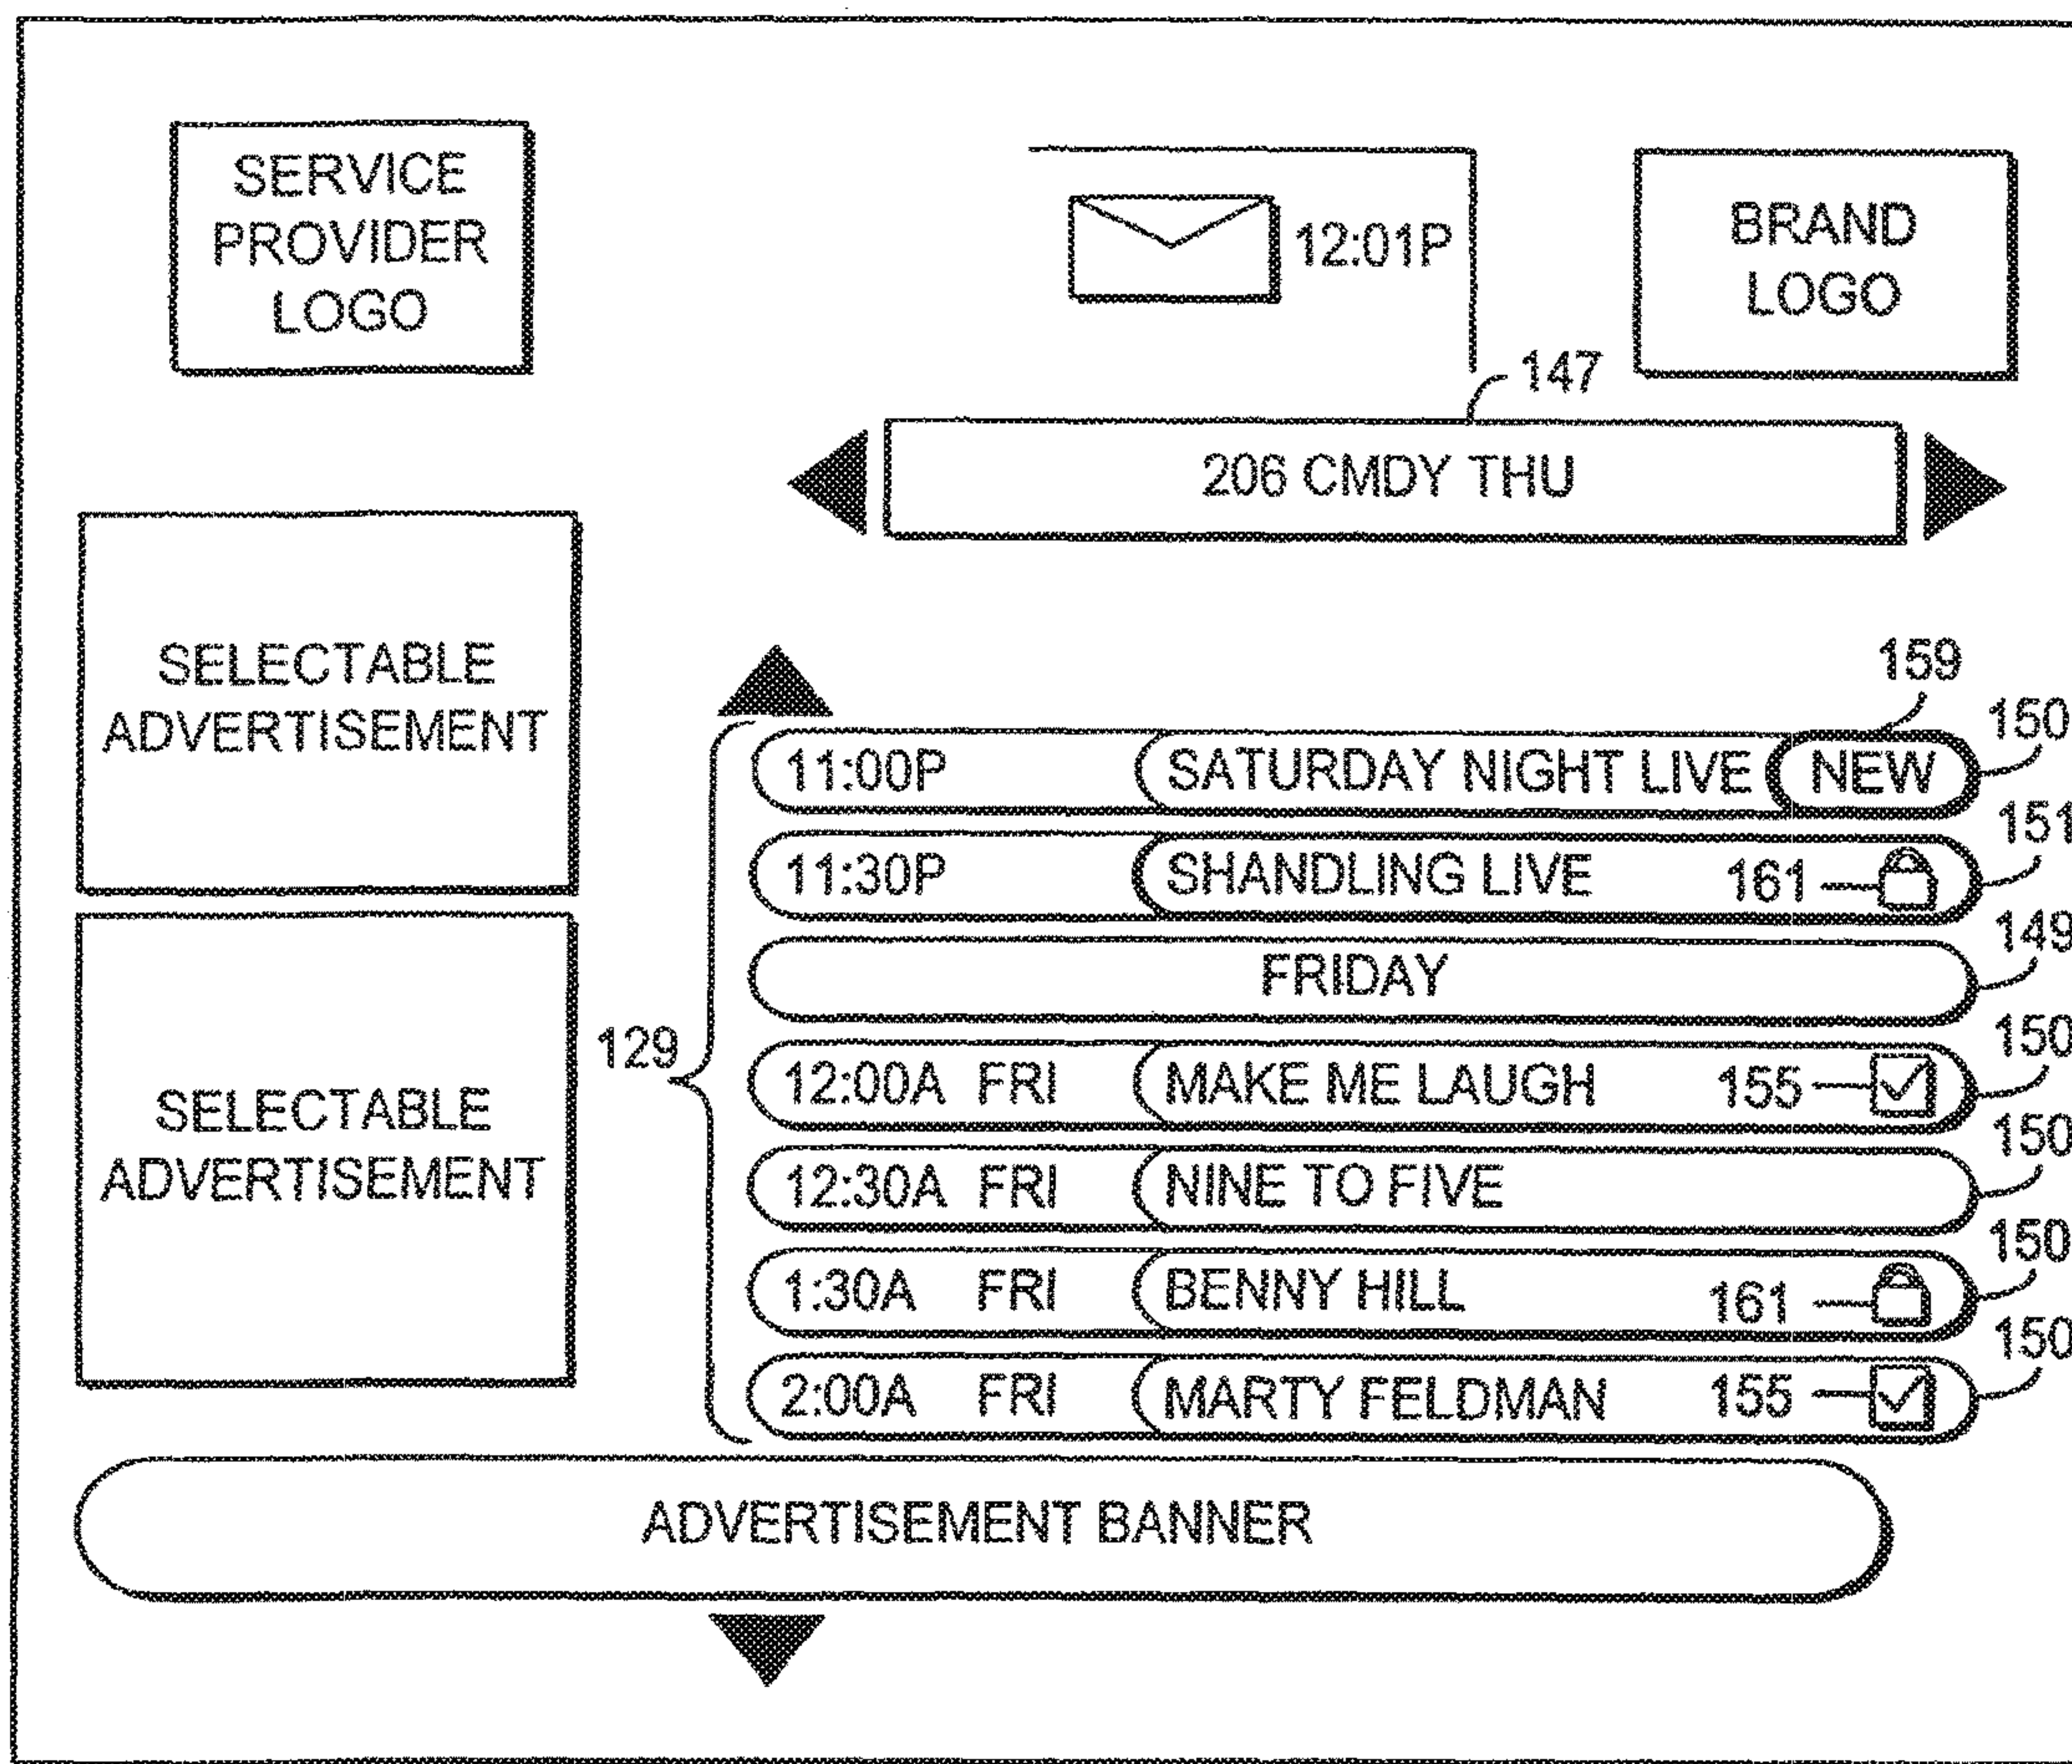 SERVICE
PROVIDER
LOGO
12:01P
BRAND
LOGO
147
206 CMDY THU
SELECTABLE
ADVERTISEMENT
SELECTABLE
ADVERTISEMENT
129
159
11:00P SATURDAY NIGHT LIVE NEW 150
11:30P SHANDLING LIVE 161 151
FRIDAY 149
12:00A FRI MAKE ME LAUGH 155 150
12:30A FRI NINE TO FIVE 150
1:30A FRI BENNY HILL 161 150
2:00A FRI MARTY FELDMAN 155 150
ADVERTISEMENT BANNER